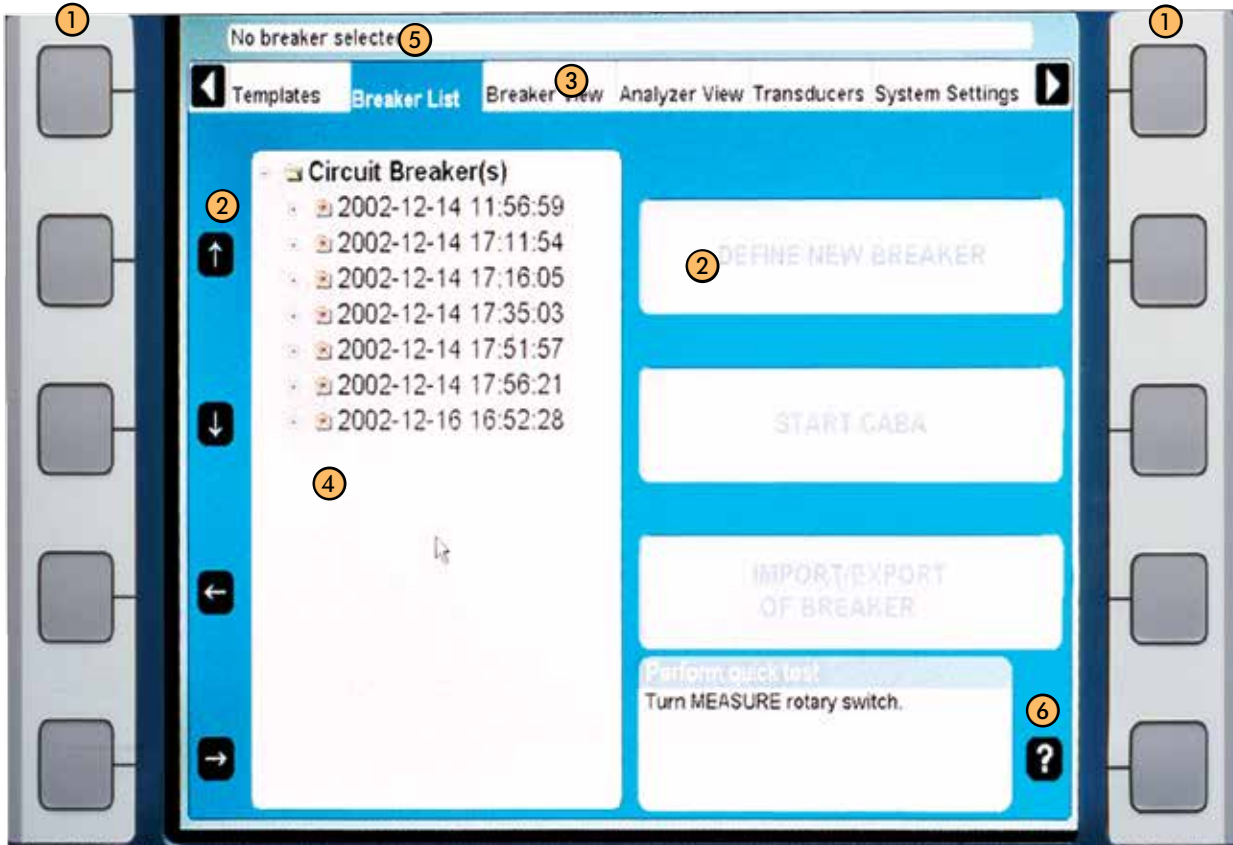 1
1
No breaker selected
5
Templates Breaker List Breaker View Analyzer View Transducers System Settings
3
Circuit Breaker(s)
2002-12-14 11:56:59
2002-12-14 17:11:54
2002-12-14 17:16:05
2002-12-14 17:35:03
2002-12-14 17:51:57
2002-12-14 17:56:21
2002-12-16 16:52:28
2
↑
↓
←
→
4
2
DEFINE NEW BREAKER
START CABA
IMPORT/EXPORT
OF BREAKER
Perform quick test
Turn MEASURE rotary switch.
6
?